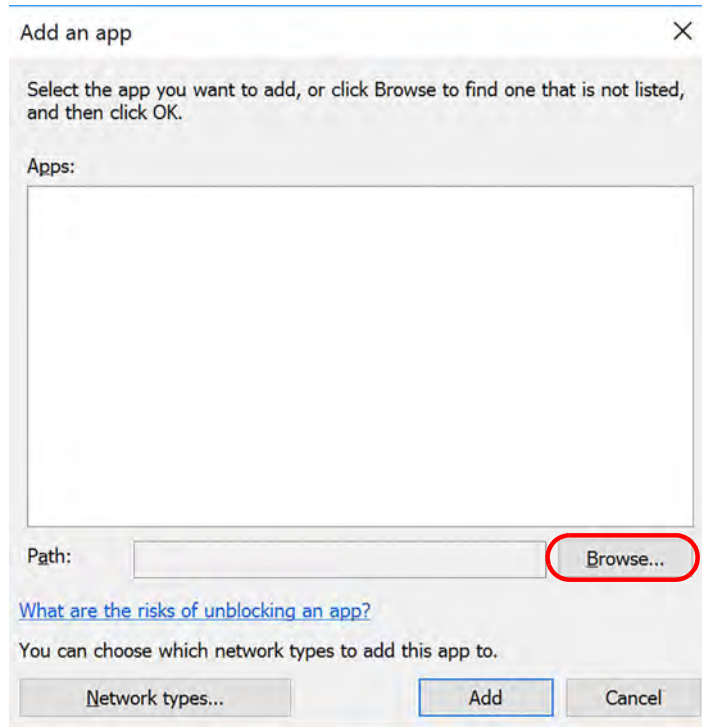 Add an app
Select the app you want to add, or click Browse to find one that is not listed,
and then click OK.
Apps:
Path:
Browse...
What are the risks of unblocking an app?
You can choose which network types to add this app to.
Network types...
Add
Cancel